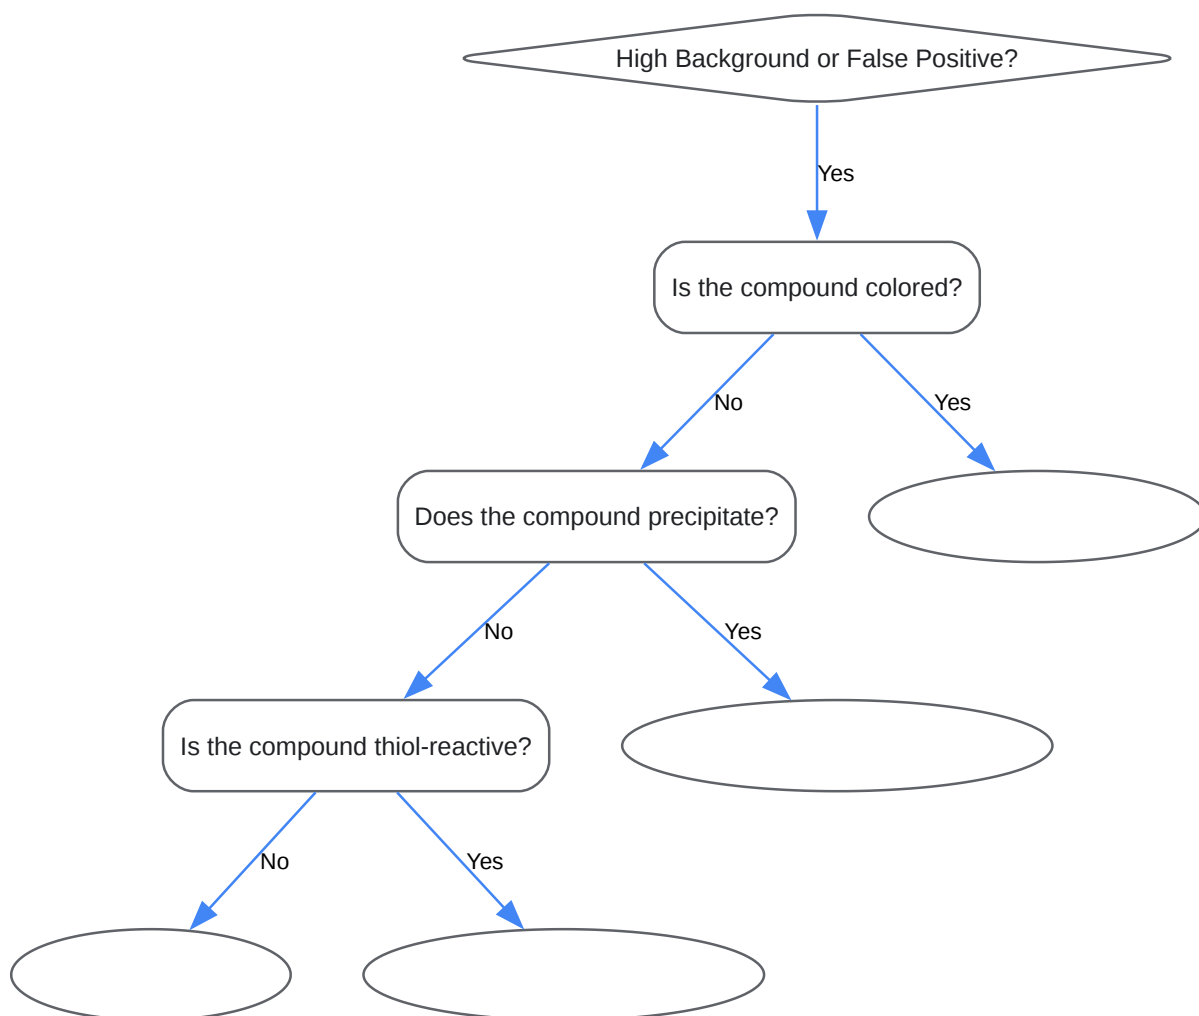 High Background or False Positive?
Yes
Is the compound colored?
No
Yes
Does the compound precipitate?
No
Yes
Is the compound thiol-reactive?
No
Yes